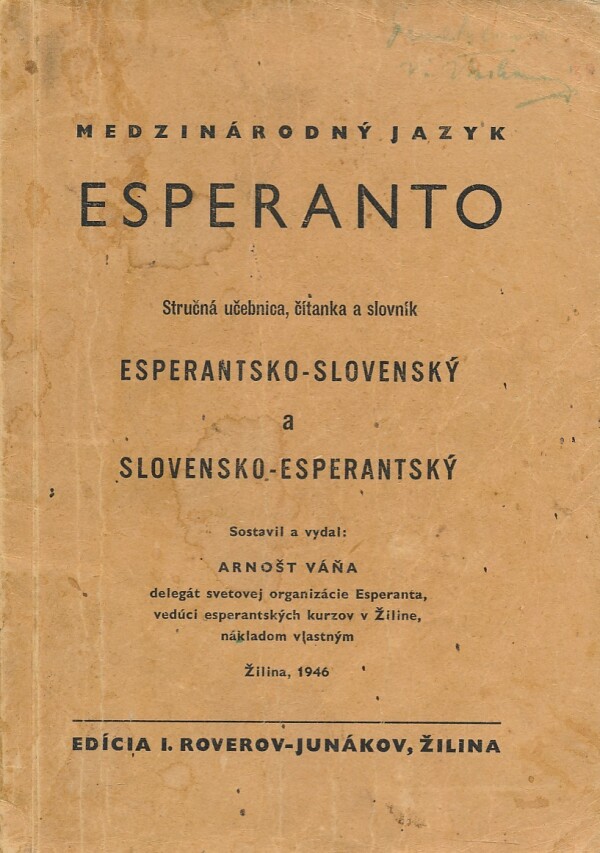 MEDZINÁRODNÝ JAZYK
ESPERANTO
Stručná učebnica, čítanka a slovník
ESPERANTSKO-SLOVENSKÝ
a
SLOVENSKO-ESPERANTSKÝ
Sostavil a vydal:
ARNOŠT VÁŇA
delegát svetovej organizácie Esperanta,
vedúci esperantských kurzov v Žiline,
nákladom vlastným
Žilina, 1946
EDÍCIA I. ROVEROV-JUNÁKOV, ŽILINA